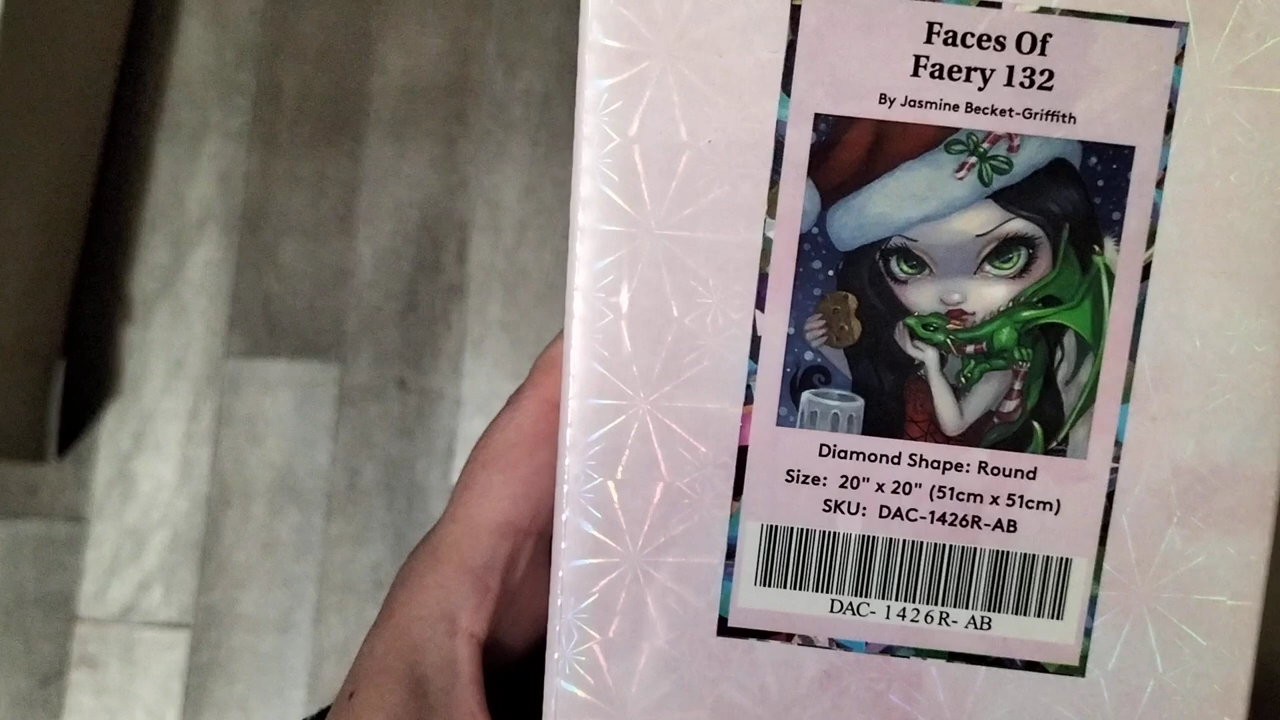 Faces Of
Faery 132
By Jasmine Becket-Griffith
Diamond Shape: Round
Size: 20" x 20" (51cm x 51cm)
SKU: DAC-1426R-AB
DAC- 1426R- AB